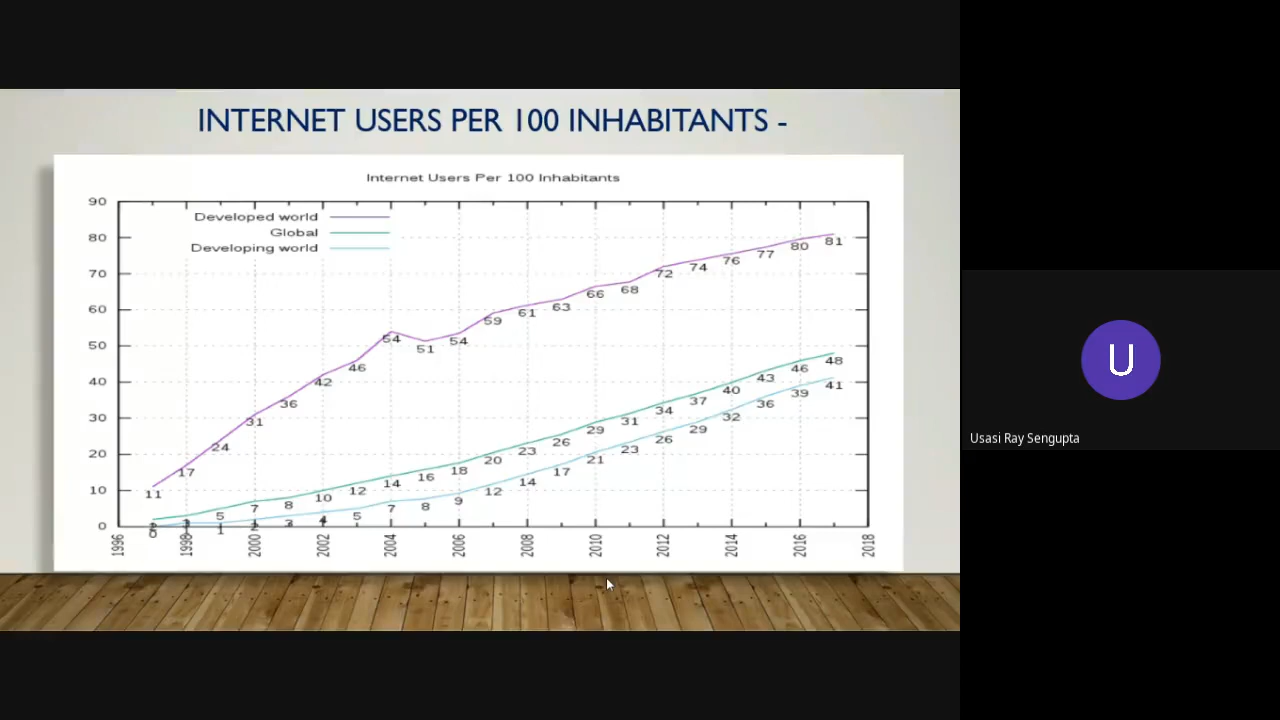 INTERNET USERS PER 100 INHABITANTS -
Internet Users Per 100 Inhabitants
Developed world
Global
Developing world
90
80
70
60
50
40
30
20
10
0
11 17 24 31 36 42 46 54 51 54 59 61 63 66 68 72 74 76 77 80 81
5 7 8 10 12 14 16 18 20 23 26 29 31 34 37 40 43 46 48
0 1 3 5 7 8 9 12 14 17 21 23 26 29 32 36 39 41
1996 1998 2000 2002 2004 2006 2008 2010 2012 2014 2016 2018
U
Usasi Ray Sengupta